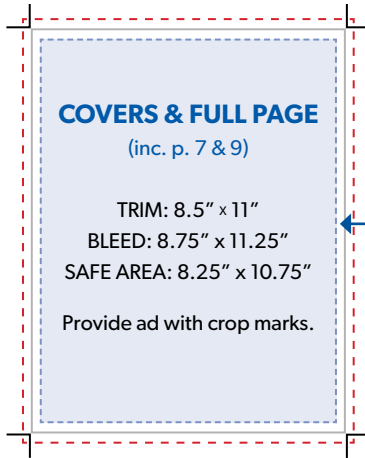 COVERS & FULL PAGE
(inc. p. 7 & 9)
TRIM: 8.5” x 11”
BLEED: 8.75” x 11.25”
SAFE AREA: 8.25” x 10.75”
Provide ad with crop marks.